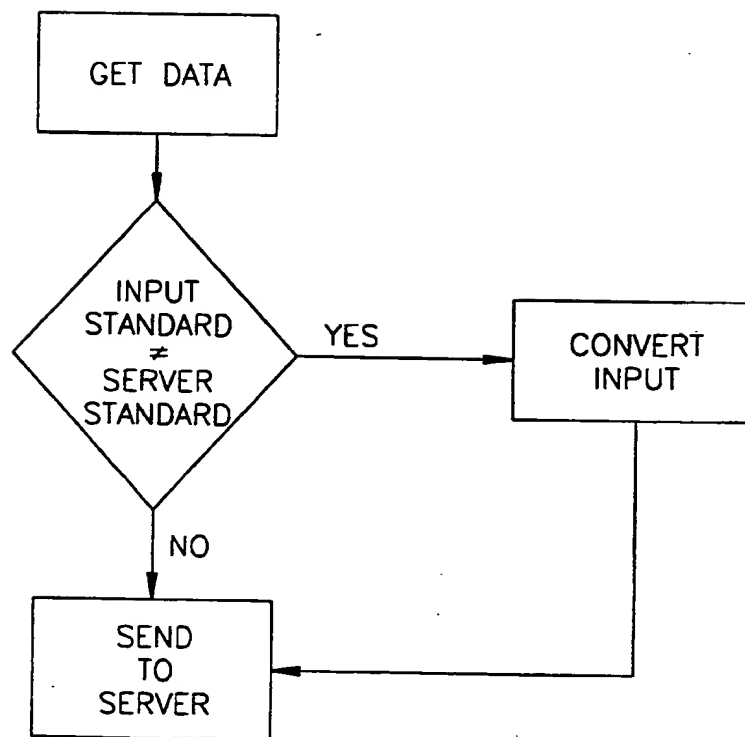 GET DATA
INPUT
STANDARD
≠
SERVER
STANDARD
YES
CONVERT
INPUT
NO
SEND
TO
SERVER